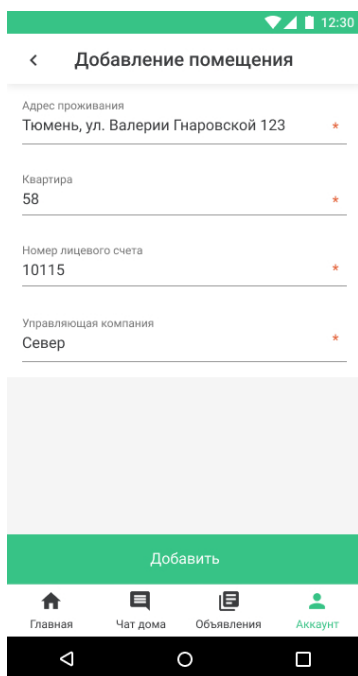 12:30
Добавление помещения
Адрес проживания
Тюмень, ул. Валерии Гнаровской 123 *
Квартира
58 *
Номер лицевого счета
10115 *
Управляющая компания
Север *
Добавить
Главная Чат дома Объявления Аккаунт